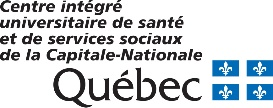 Centre intégré
universitaire de santé
et de services sociaux
de la Capitale-Nationale
Québec